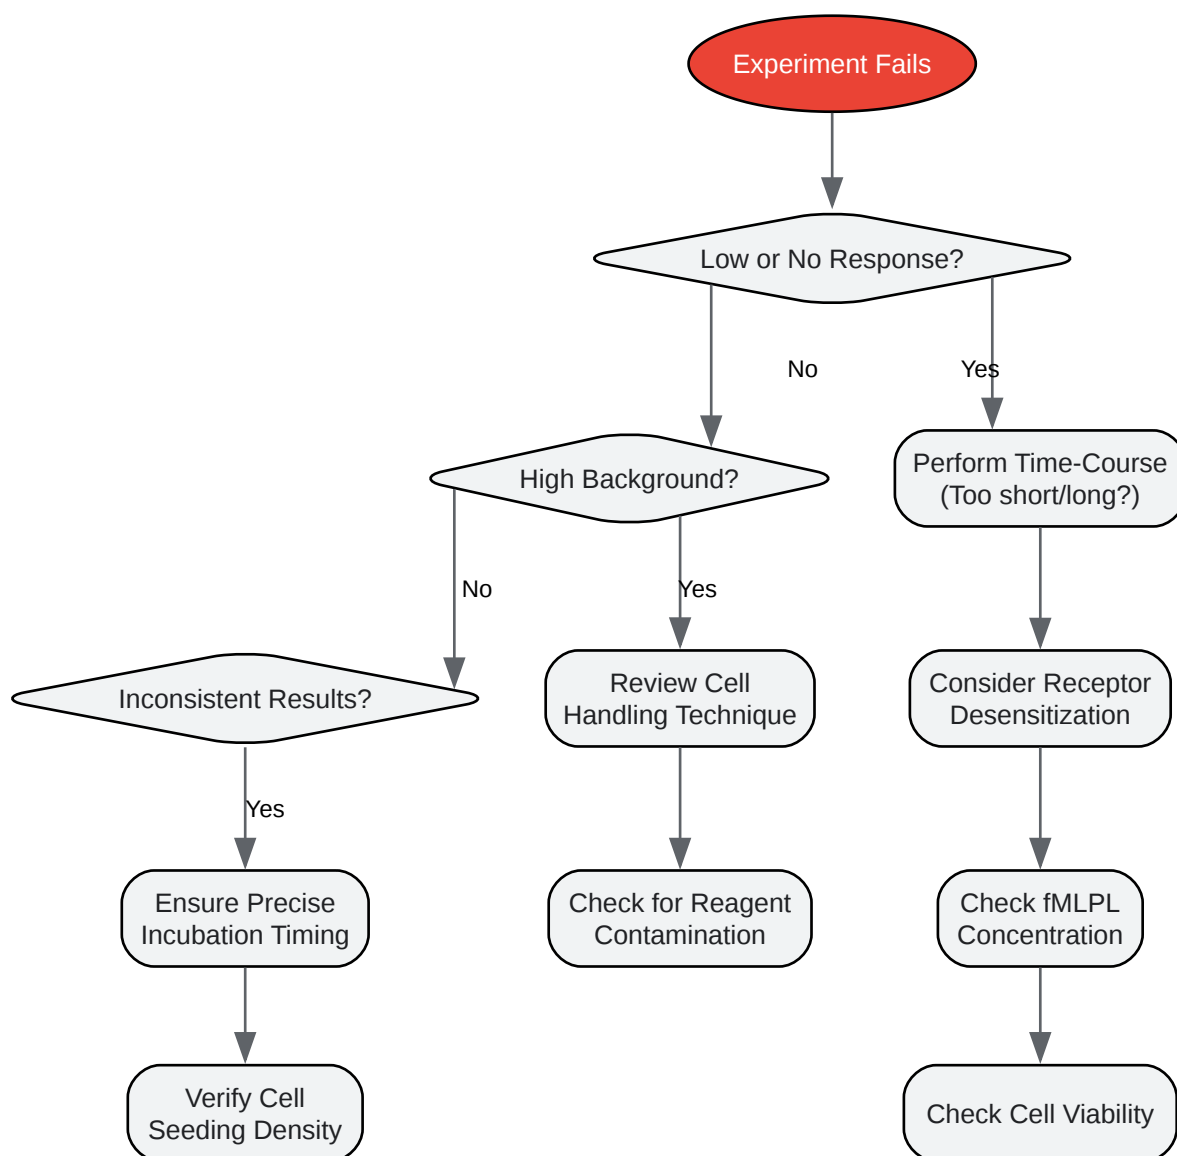 Experiment Fails
Low or No Response?
No
Yes
High Background?
Perform Time-Course
(Too short/long?)
No
Yes
Inconsistent Results?
Review Cell
Handling Technique
Consider Receptor
Desensitization
Yes
Ensure Precise
Incubation Timing
Check for Reagent
Contamination
Check fMLPL
Concentration
Verify Cell
Seeding Density
Check Cell Viability